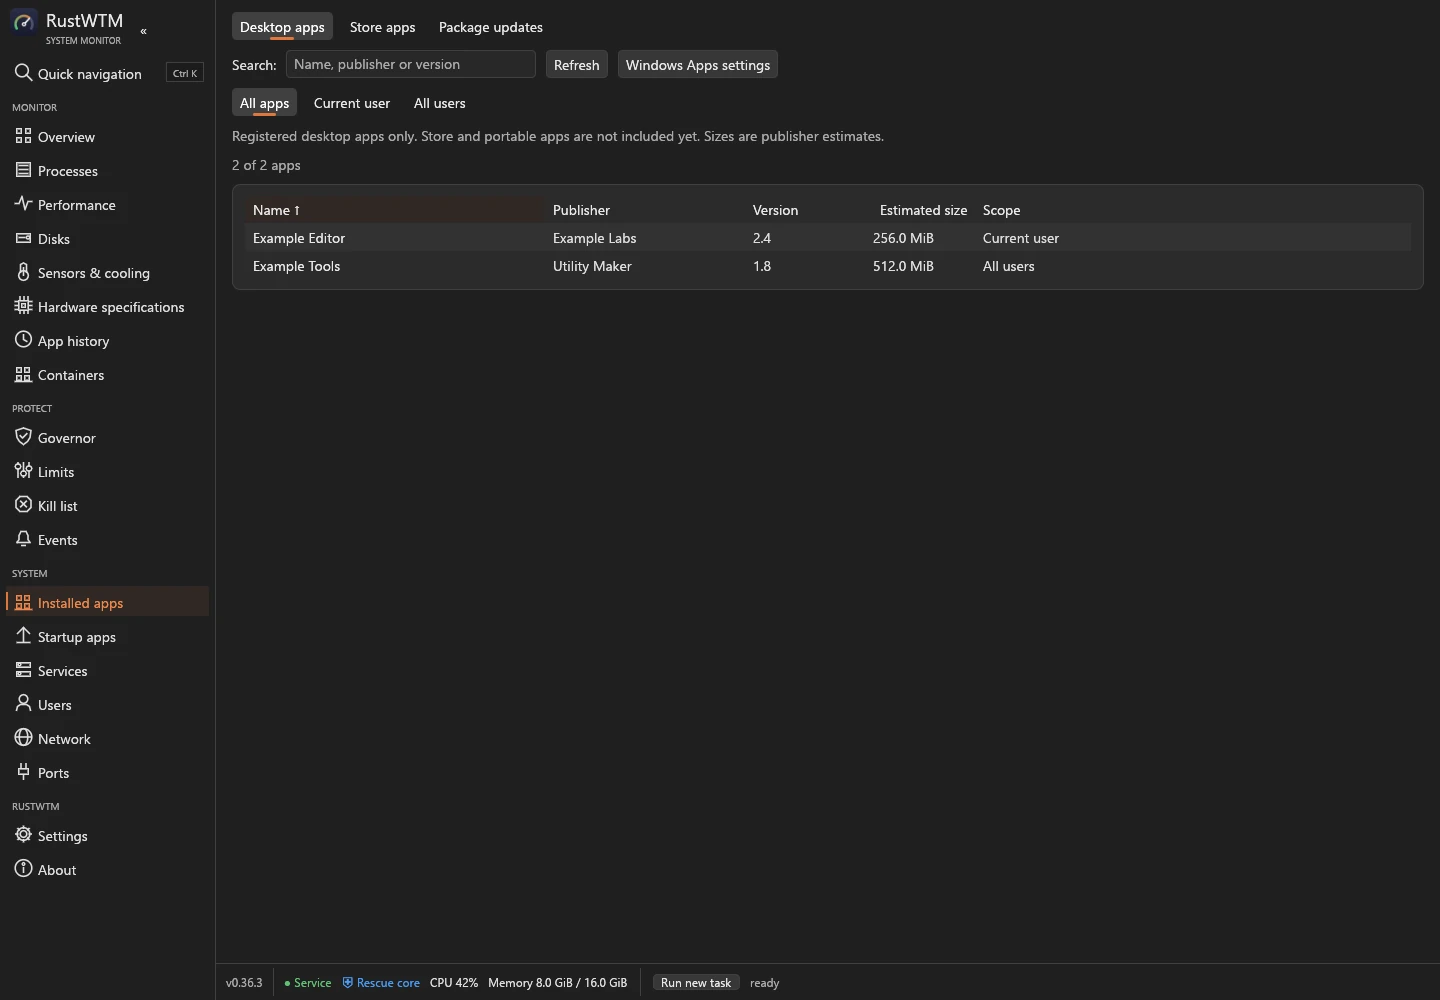 RustWTM
SYSTEM MONITOR
«
Quick navigation Ctrl K
MONITOR
Overview
Processes
Performance
Disks
Sensors & cooling
Hardware specifications
App history
Containers
PROTECT
Governor
Limits
Kill list
Events
SYSTEM
Installed apps
Startup apps
Services
Users
Network
Ports
RUSTWTM
Settings
About
Desktop apps Store apps Package updates
Search: Name, publisher or version Refresh Windows Apps settings
All apps Current user All users
Registered desktop apps only. Store and portable apps are not included yet. Sizes are publisher estimates.
2 of 2 apps
Name ↑ Publisher Version Estimated size Scope
Example Editor Example Labs 2.4 256.0 MiB Current user
Example Tools Utility Maker 1.8 512.0 MiB All users
v0.36.3 ● Service Rescue core CPU 42% Memory 8.0 GiB / 16.0 GiB Run new task ready